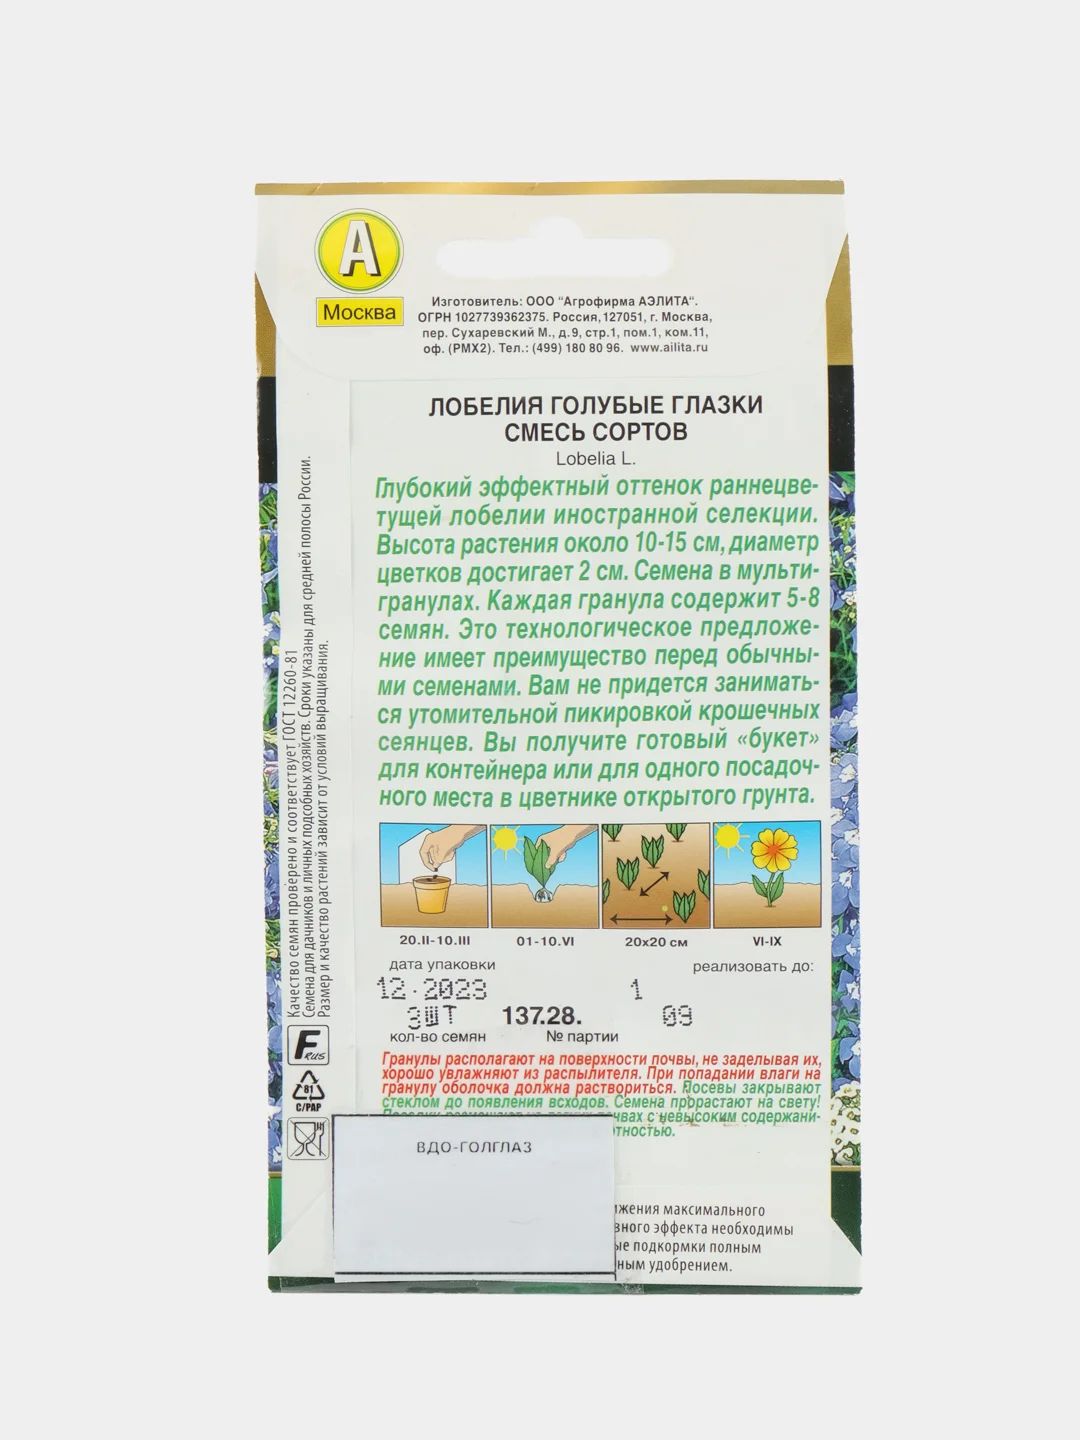 А
Москва
Изготовитель: ООО "Агрофирма АЭЛИТА".
ОГРН 1027739362375. Россия, 127051, г. Москва,
пер. Сухаревский М., д.9, стр.1, пом.1, ком.11,
оф. (РМХ2). Тел.: (499) 180 80 96. www.ailita.ru
ЛОБЕЛИЯ ГОЛУБЫЕ ГЛАЗКИ
СМЕСЬ СОРТОВ
Lobelia L.
Глубокий эффектный оттенок раннецве-
тущей лобелии иностранной селекции.
Высота растения около 10-15 см, диаметр
цветков достигает 2 см. Семена в мульти-
гранулах. Каждая гранула содержит 5-8
семян. Это технологическое предложе-
ние имеет преимущество перед обычны-
ми семенами. Вам не придется занимать-
ся утомительной пикировкой крошечных
сеянцев. Вы получите готовый «букет»
для контейнера или для одного посадоч-
ного места в цветнике открытого грунта.
20.II-10.III 01-10.VI 20х20 см VI-IX
дата упаковки реализовать до:
12.2023 1
3ШТ 137.28. 09
кол-во семян № партии
Гранулы располагают на поверхности почвы, не заделывая их,
хорошо увлажняют из распылителя. При попадании влаги на
гранулу оболочка должна раствориться. Посевы закрывают
стеклом до появления всходов. Семена прорастают на свету!
с невысоким содержани-
ВДО-ГОЛГЛАЗ
максимального
эффекта необходимы
подкормки полным
удобрением.
Качество семян проверено и соответствует ГОСТ 12260-81
Семена для дачников и личных подсобных хозяйств. Сроки указаны для средней полосы России.
Размер и качество растений зависит от условий выращивания.
F RUS
81
C/PAP